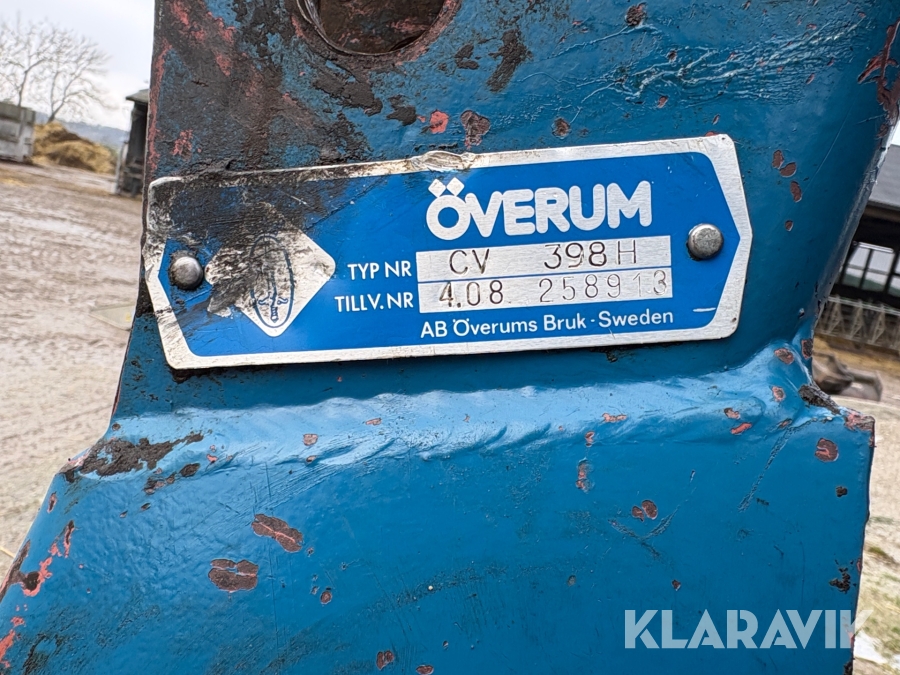 ÖVERUM
TYP NR CV 398H
TILLV. NR 4.08 258913
AB Överums Bruk - Sweden
KLARAVIK